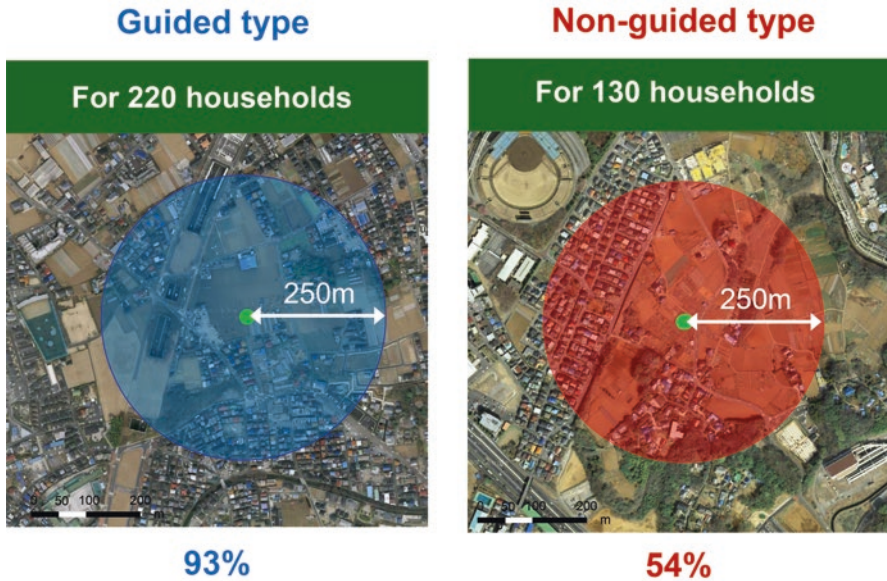 Guided type
Non-guided type
For 220 households
For 130 households
250m
250m
0 50 100 200
m
0 50 100 200
m
93%
54%